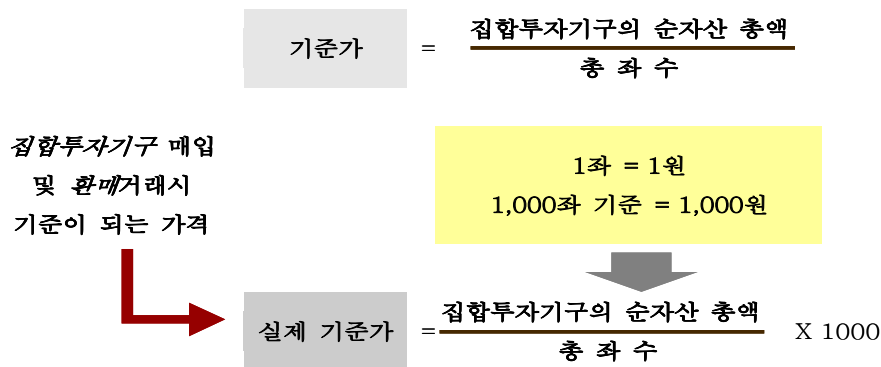 기준가 = 집합투자기구의 순자산 총액
총 좌 수
집합투자기구 매입
및 환매거래시
기준이 되는 가격
1좌 = 1원
1,000좌 기준 = 1,000원
실제 기준가 = 집합투자기구의 순자산 총액 X 1000
총 좌 수